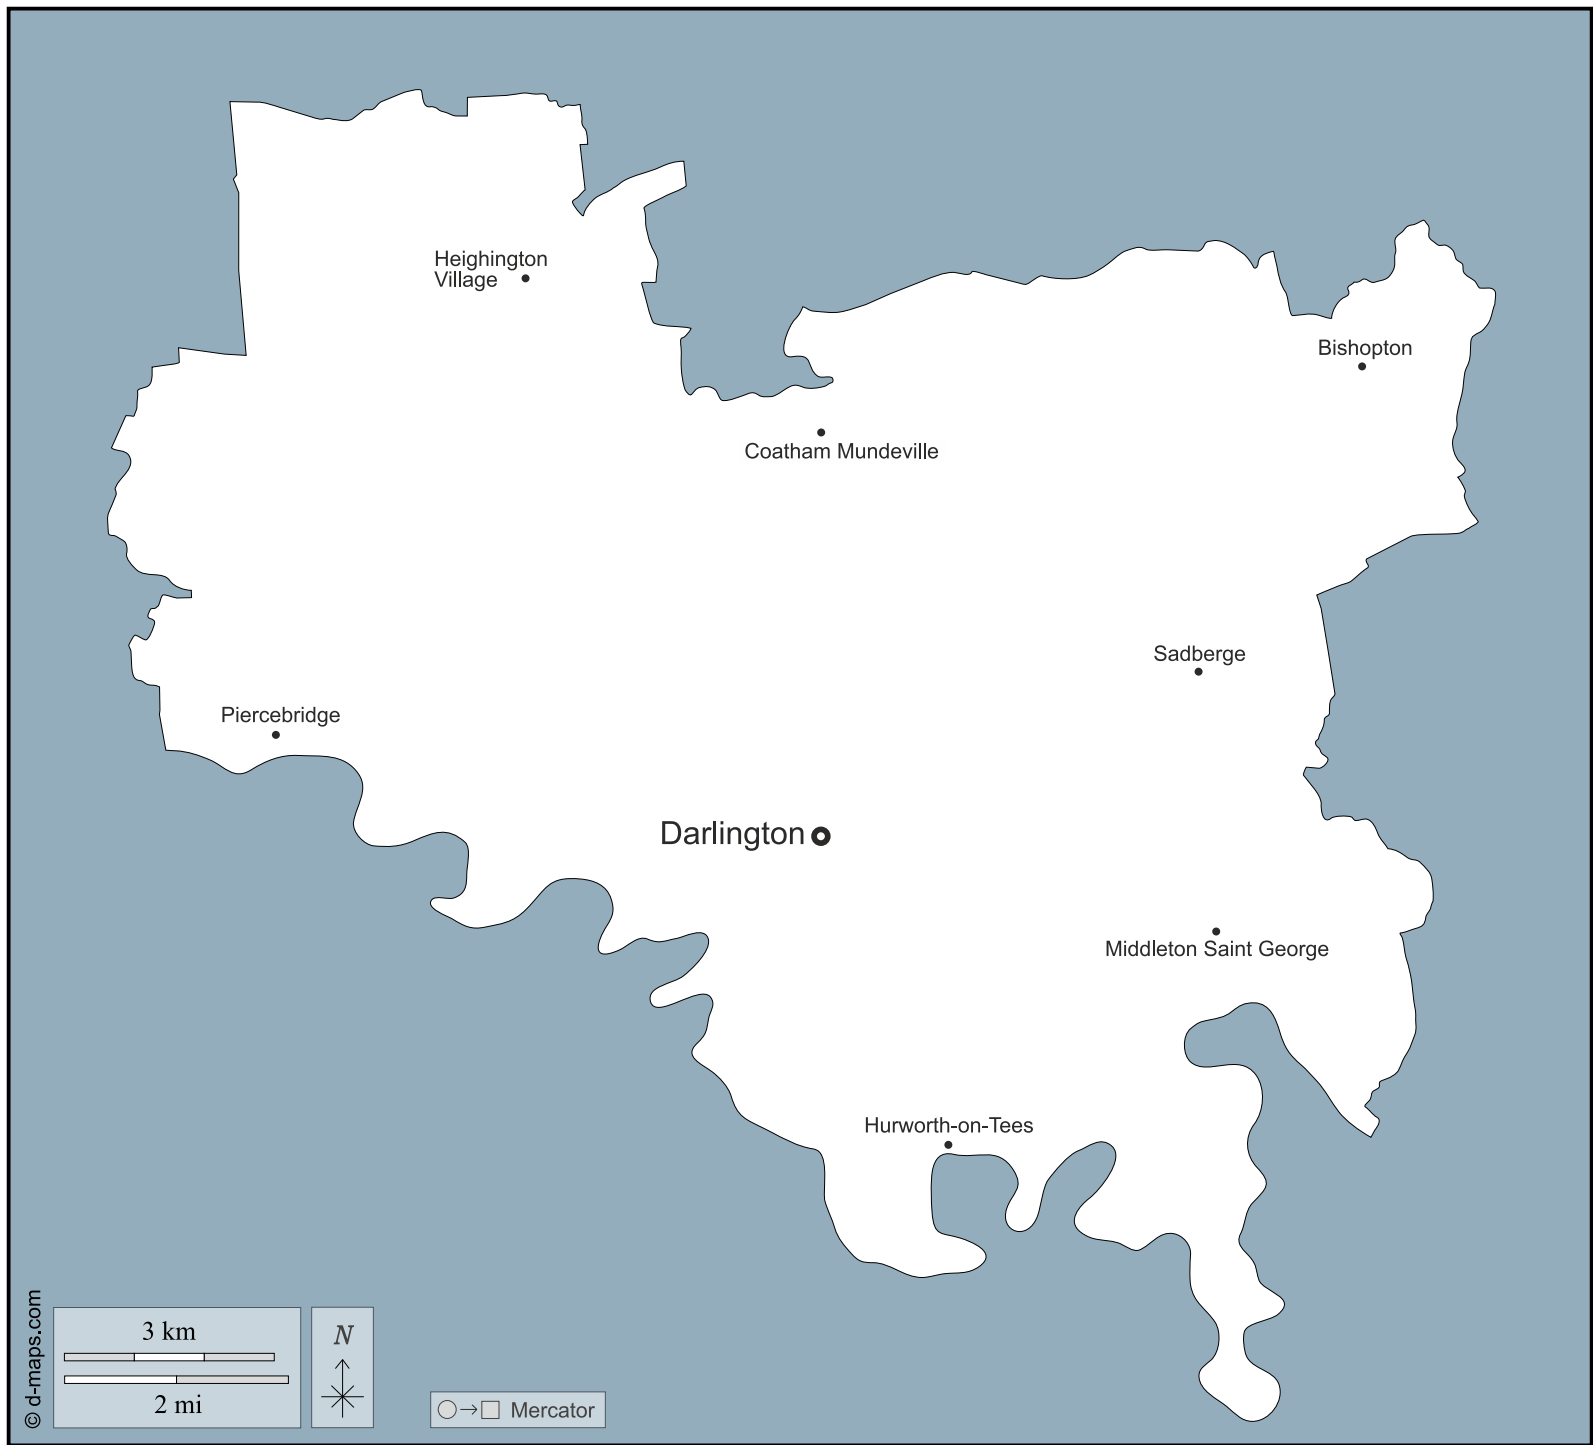 Heighington
Village
Bishopton
Coatham Mundeville
Sadberge
Piercebridge
Darlington
Middleton Saint George
Hurworth-on-Tees
© d-maps.com
3 km
2 mi
N
Mercator